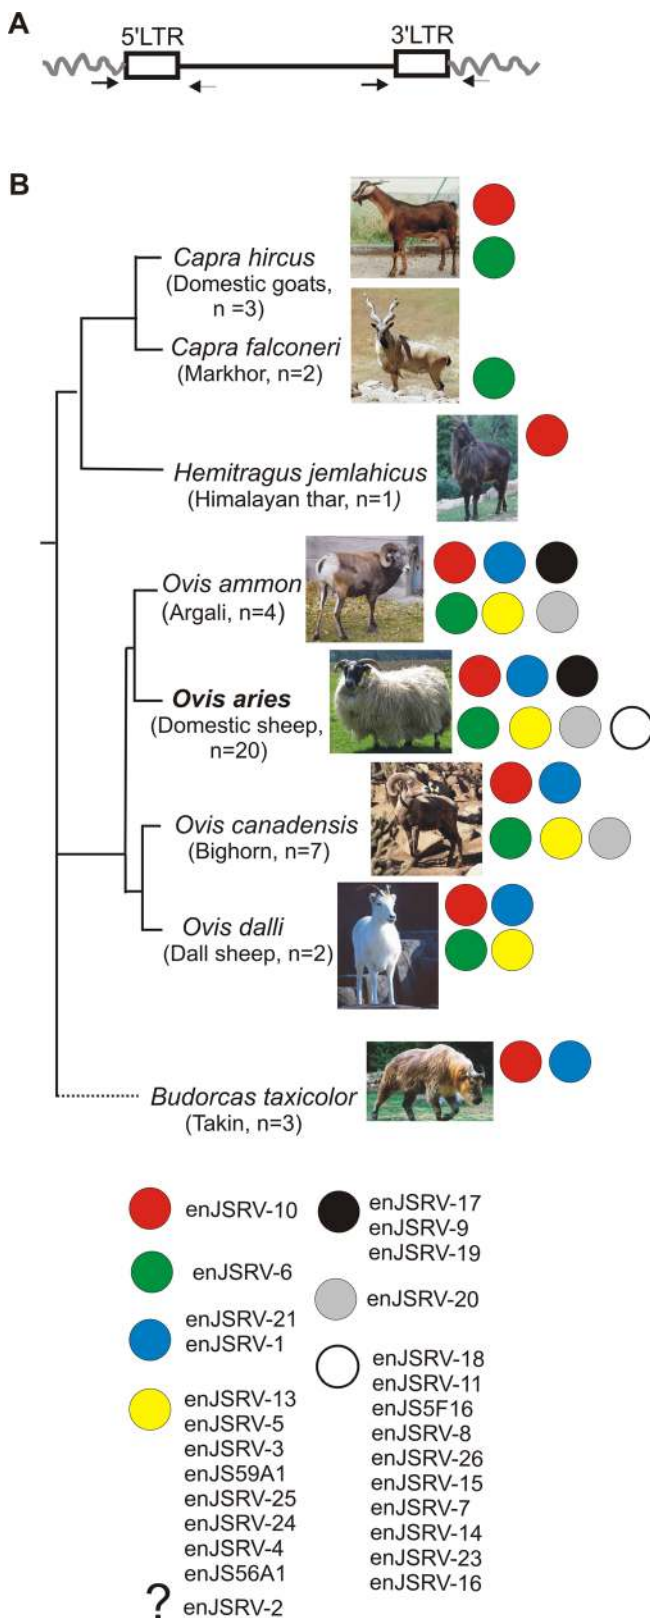 A
5'LTR
3'LTR
B
Capra hircus
(Domestic goats,
n =3)
Capra falconeri
(Markhor, n=2)
Hemitragus jemlahicus
(Himalayan thar, n=1)
Ovis ammon
(Argali, n=4)
Ovis aries
(Domestic sheep,
n=20)
Ovis canadensis
(Bighorn, n=7)
Ovis dalli
(Dall sheep, n=2)
Budorcas taxicolor
(Takin, n=3)
enJSRV-10
enJSRV-6
enJSRV-21
enJSRV-1
enJSRV-13
enJSRV-5
enJSRV-3
enJS59A1
enJSRV-25
enJSRV-24
enJSRV-4
enJS56A1
? enJSRV-2
enJSRV-17
enJSRV-9
enJSRV-19
enJSRV-20
enJSRV-18
enJSRV-11
enJS5F16
enJSRV-8
enJSRV-26
enJSRV-15
enJSRV-7
enJSRV-14
enJSRV-23
enJSRV-16